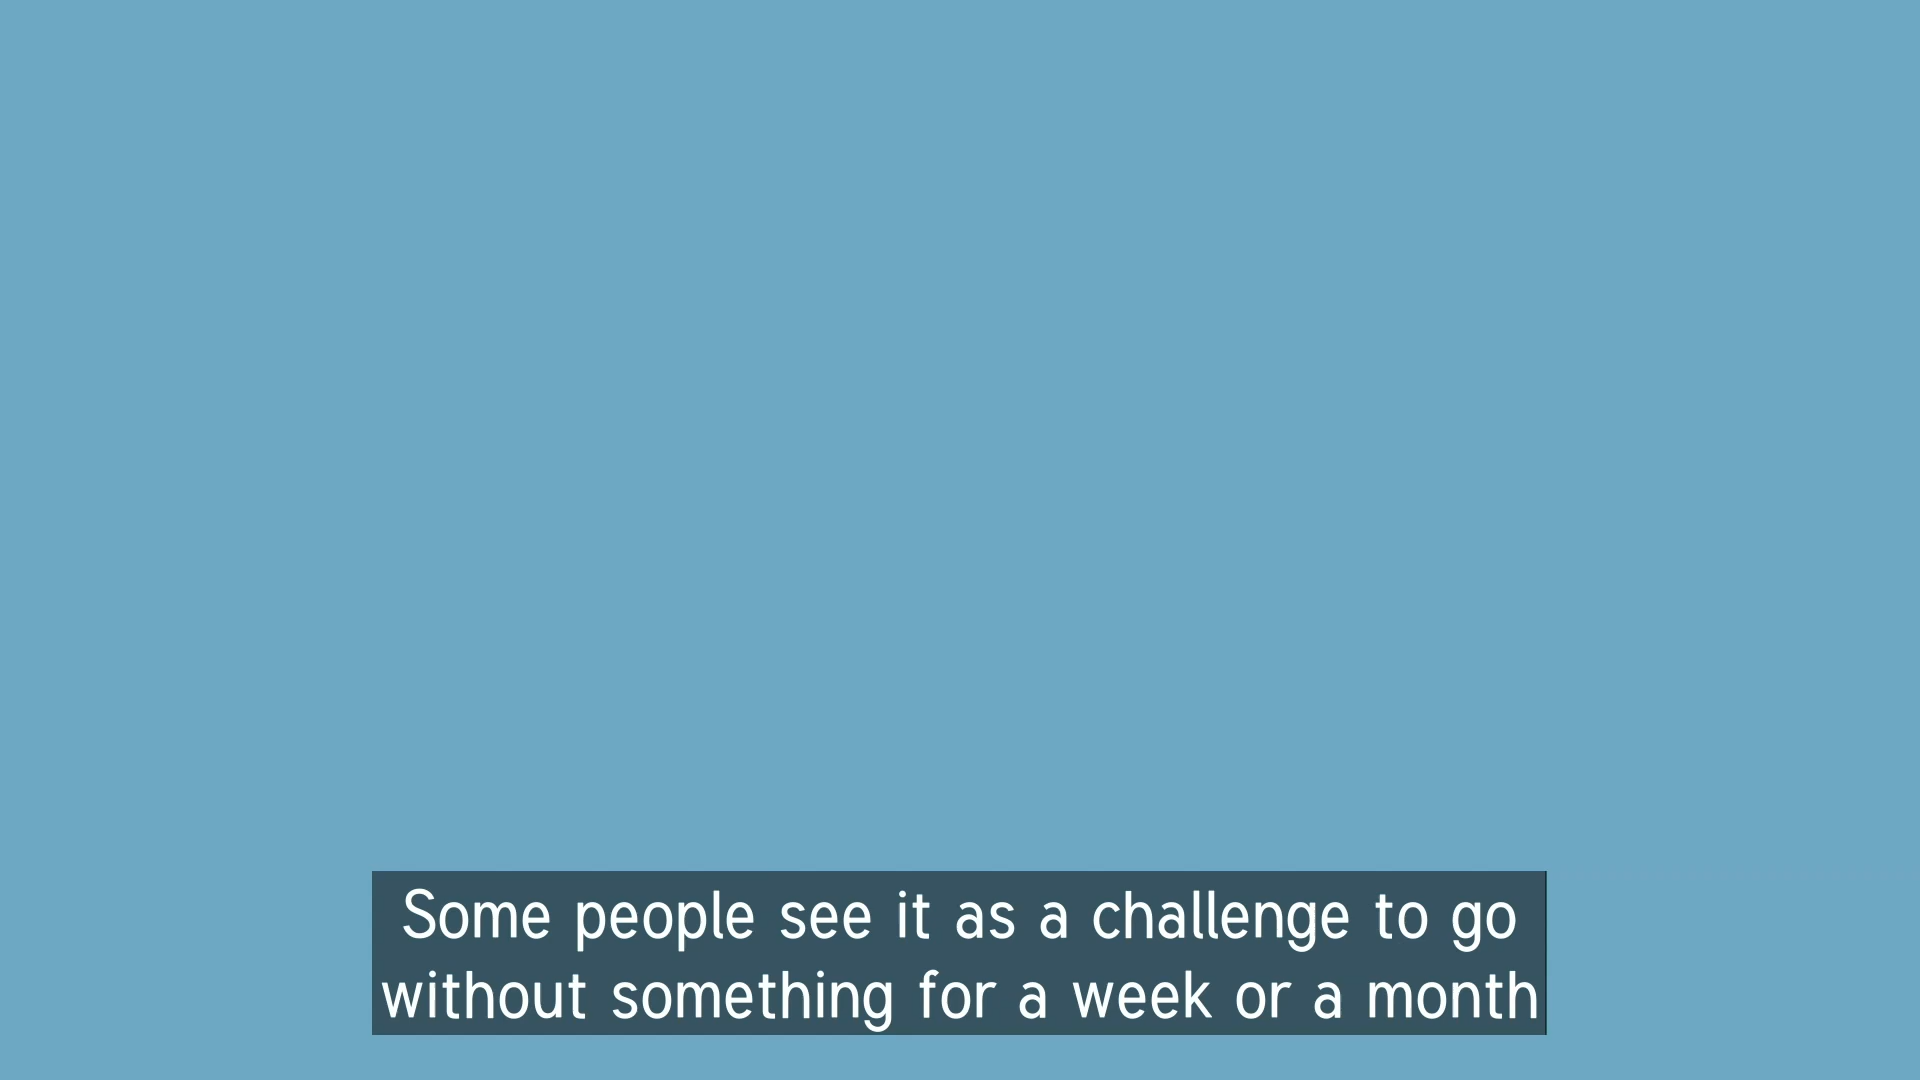 Some people see it as a challenge to go
without something for a week or a month